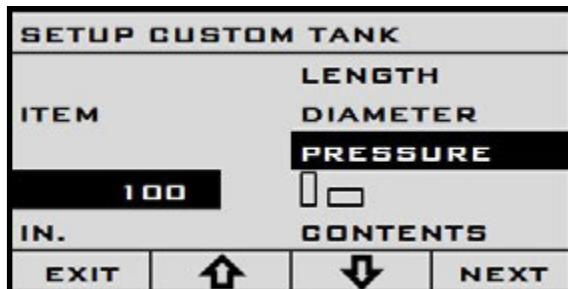 SETUP CUSTOM TANK
LENGTH
ITEM DIAMETER
PRESSURE
100
IN. CONTENTS
EXIT NEXT